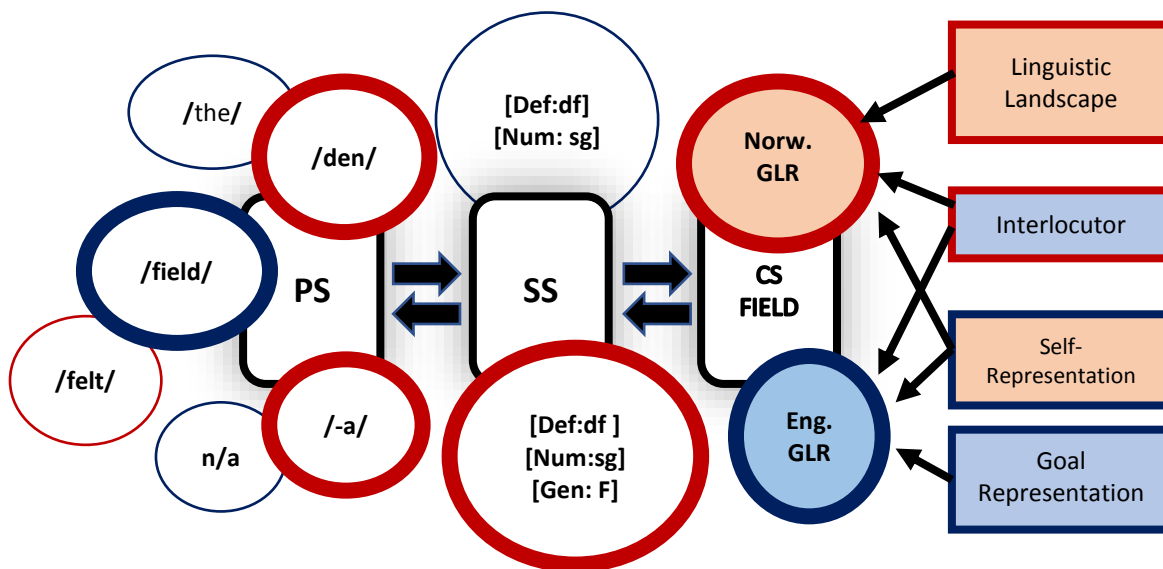 /the/
/den/
/field/
/felt/
n/a
/-a/
PS
[Def:df]
[Num: sg]
SS
[Def:df ]
[Num:sg]
[Gen: F]
Norw.
GLR
CS
FIELD
Eng.
GLR
Linguistic
Landscape
Interlocutor
Self-
Representation
Goal
Representation